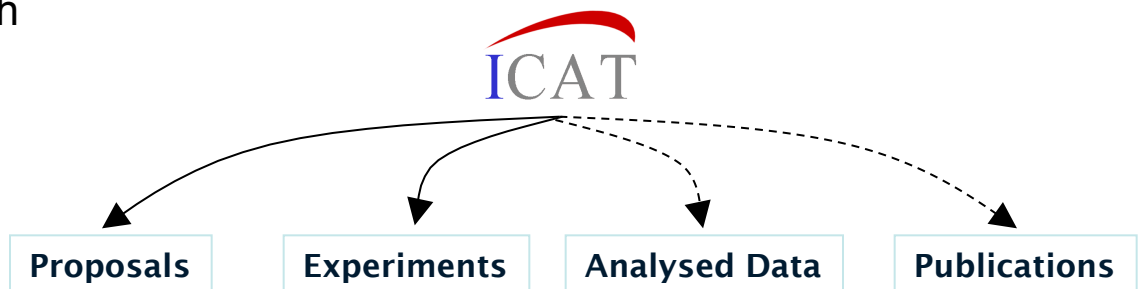 h
ICAT
Proposals Experiments Analysed Data Publications